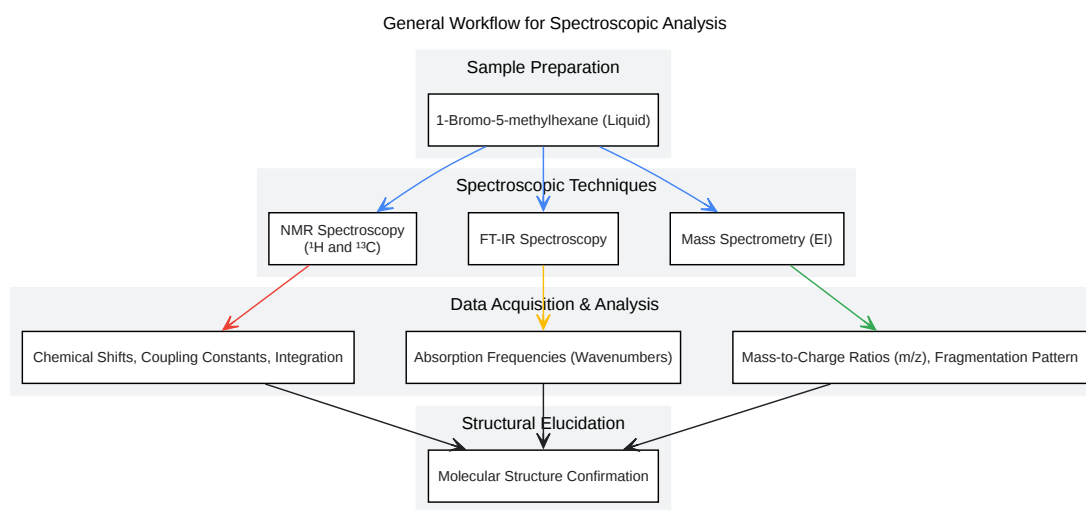 General Workflow for Spectroscopic Analysis
Sample Preparation
1-Bromo-5-methylhexane (Liquid)
Spectroscopic Techniques
NMR Spectroscopy
(¹H and ¹³C)
FT-IR Spectroscopy
Mass Spectrometry (EI)
Data Acquisition & Analysis
Chemical Shifts, Coupling Constants, Integration
Absorption Frequencies (Wavenumbers)
Mass-to-Charge Ratios (m/z), Fragmentation Pattern
Structural Elucidation
Molecular Structure Confirmation